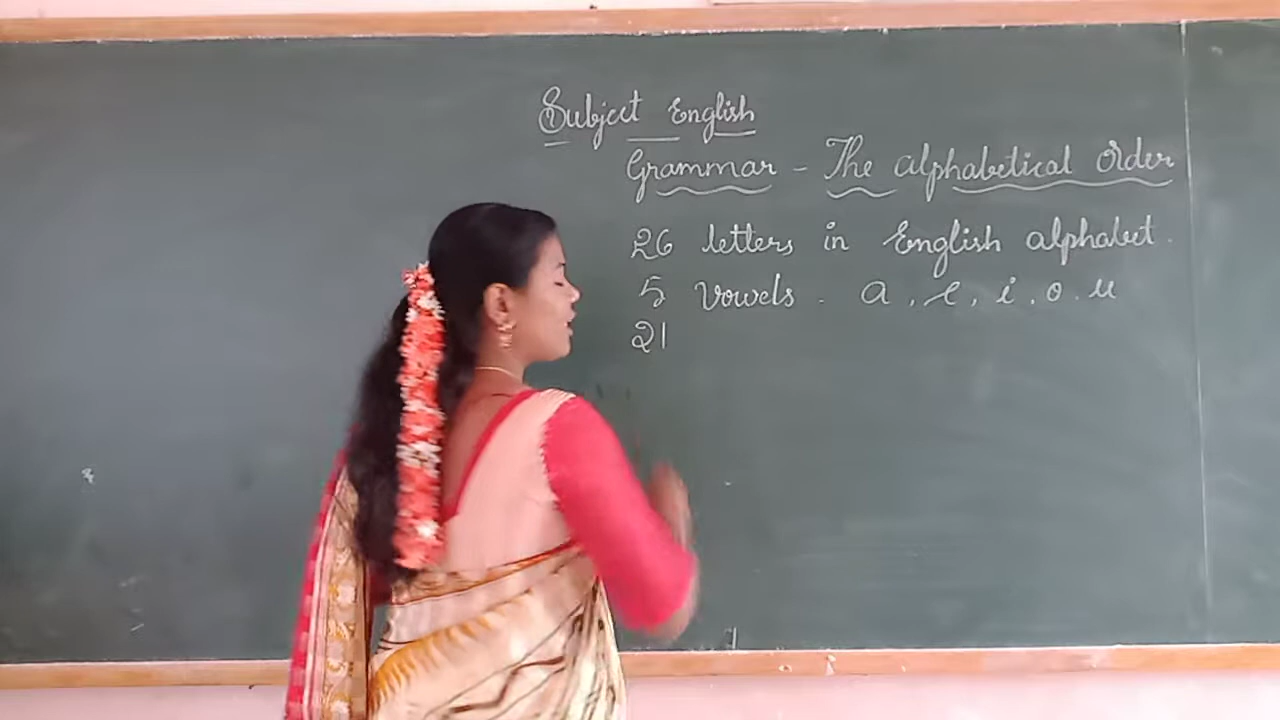 Subject English
Grammar - The alphabetical Order
26 letters in English alphabet.
5 Vowels. a, e, i, o. u
21